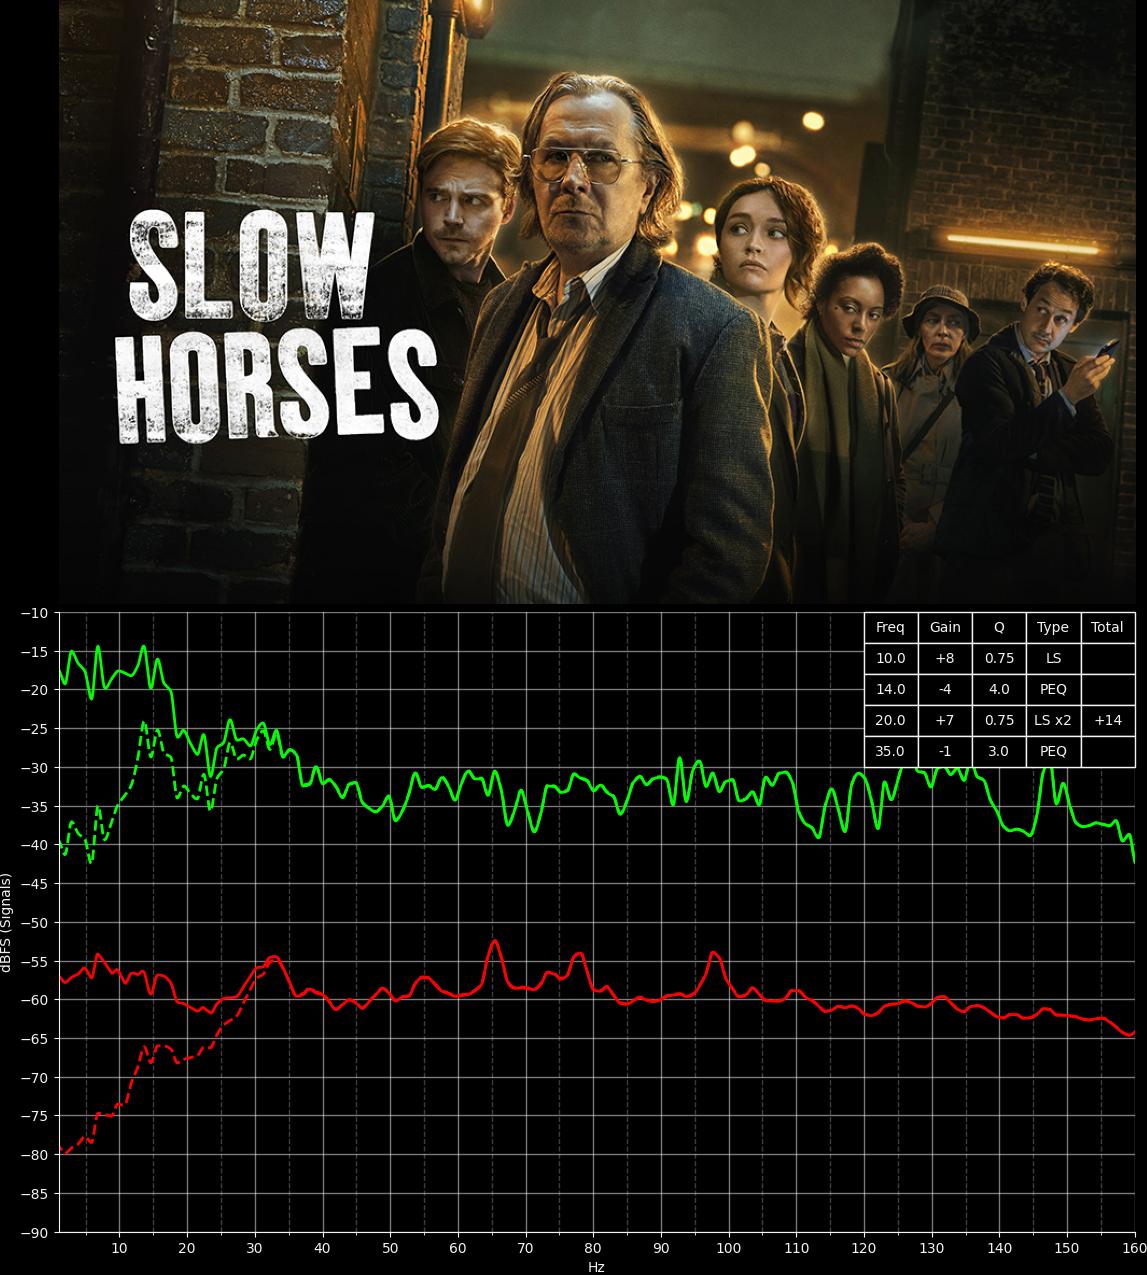 SLOW
HORSES
Freq Gain Q Type Total
10.0 +8 0.75 LS
14.0 -4 4.0 PEQ
20.0 +7 0.75 LS x2 +14
35.0 -1 3.0 PEQ
−10
−15
−20
−25
−30
−35
−40
−45
−50
−55
−60
−65
−70
−75
−80
−85
−90
dBFS (Signals)
10 20 30 40 50 60 70 80 90 100 110 120 130 140 150 160
Hz